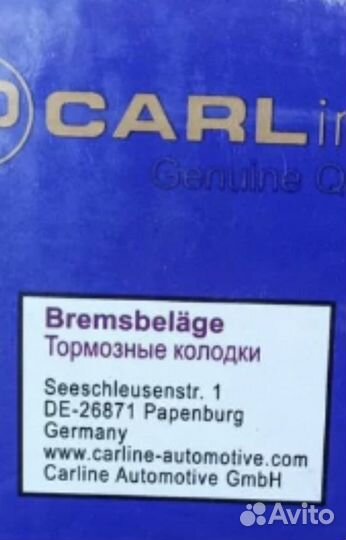 CARLin
Genuine Q
Bremsbeläge
Тормозные колодки
Seeschleusenstr. 1
DE-26871 Papenburg
Germany
www.carline-automotive.com
Carline Automotive GmbH
Avito